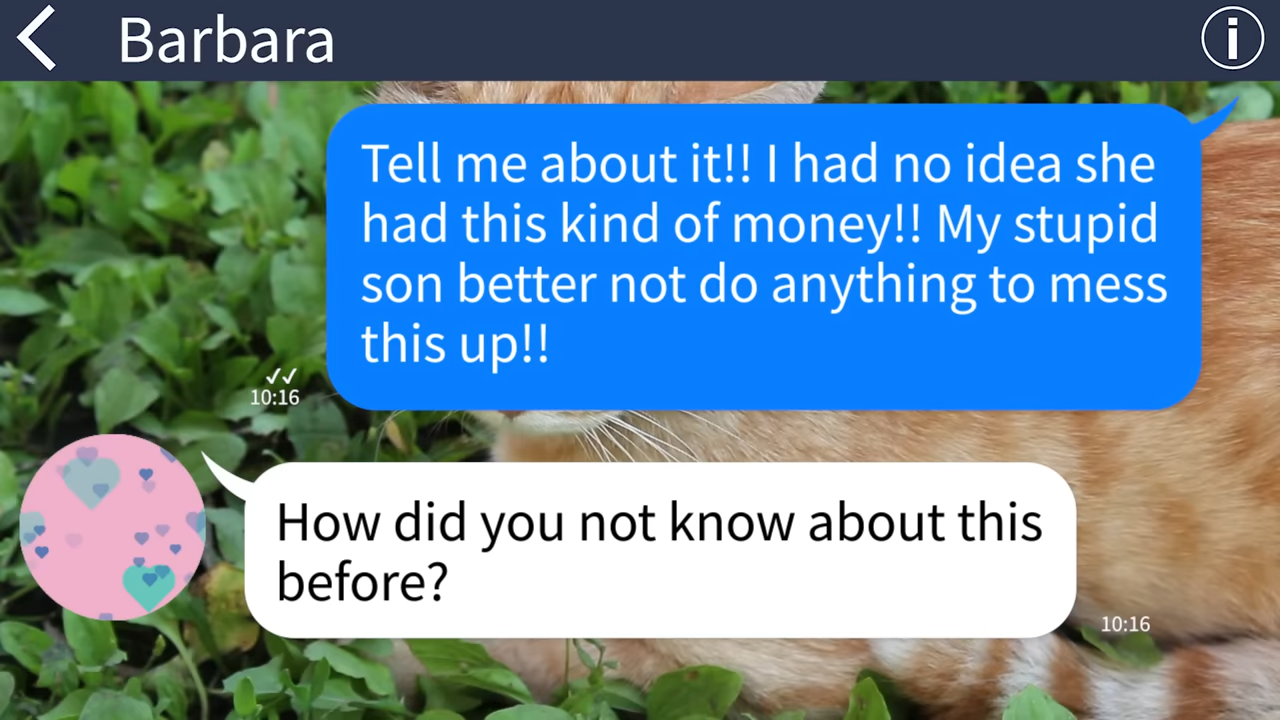 Barbara
Tell me about it!! I had no idea she
had this kind of money!! My stupid
son better not do anything to mess
this up!!
10:16
How did you not know about this
before?
10:16